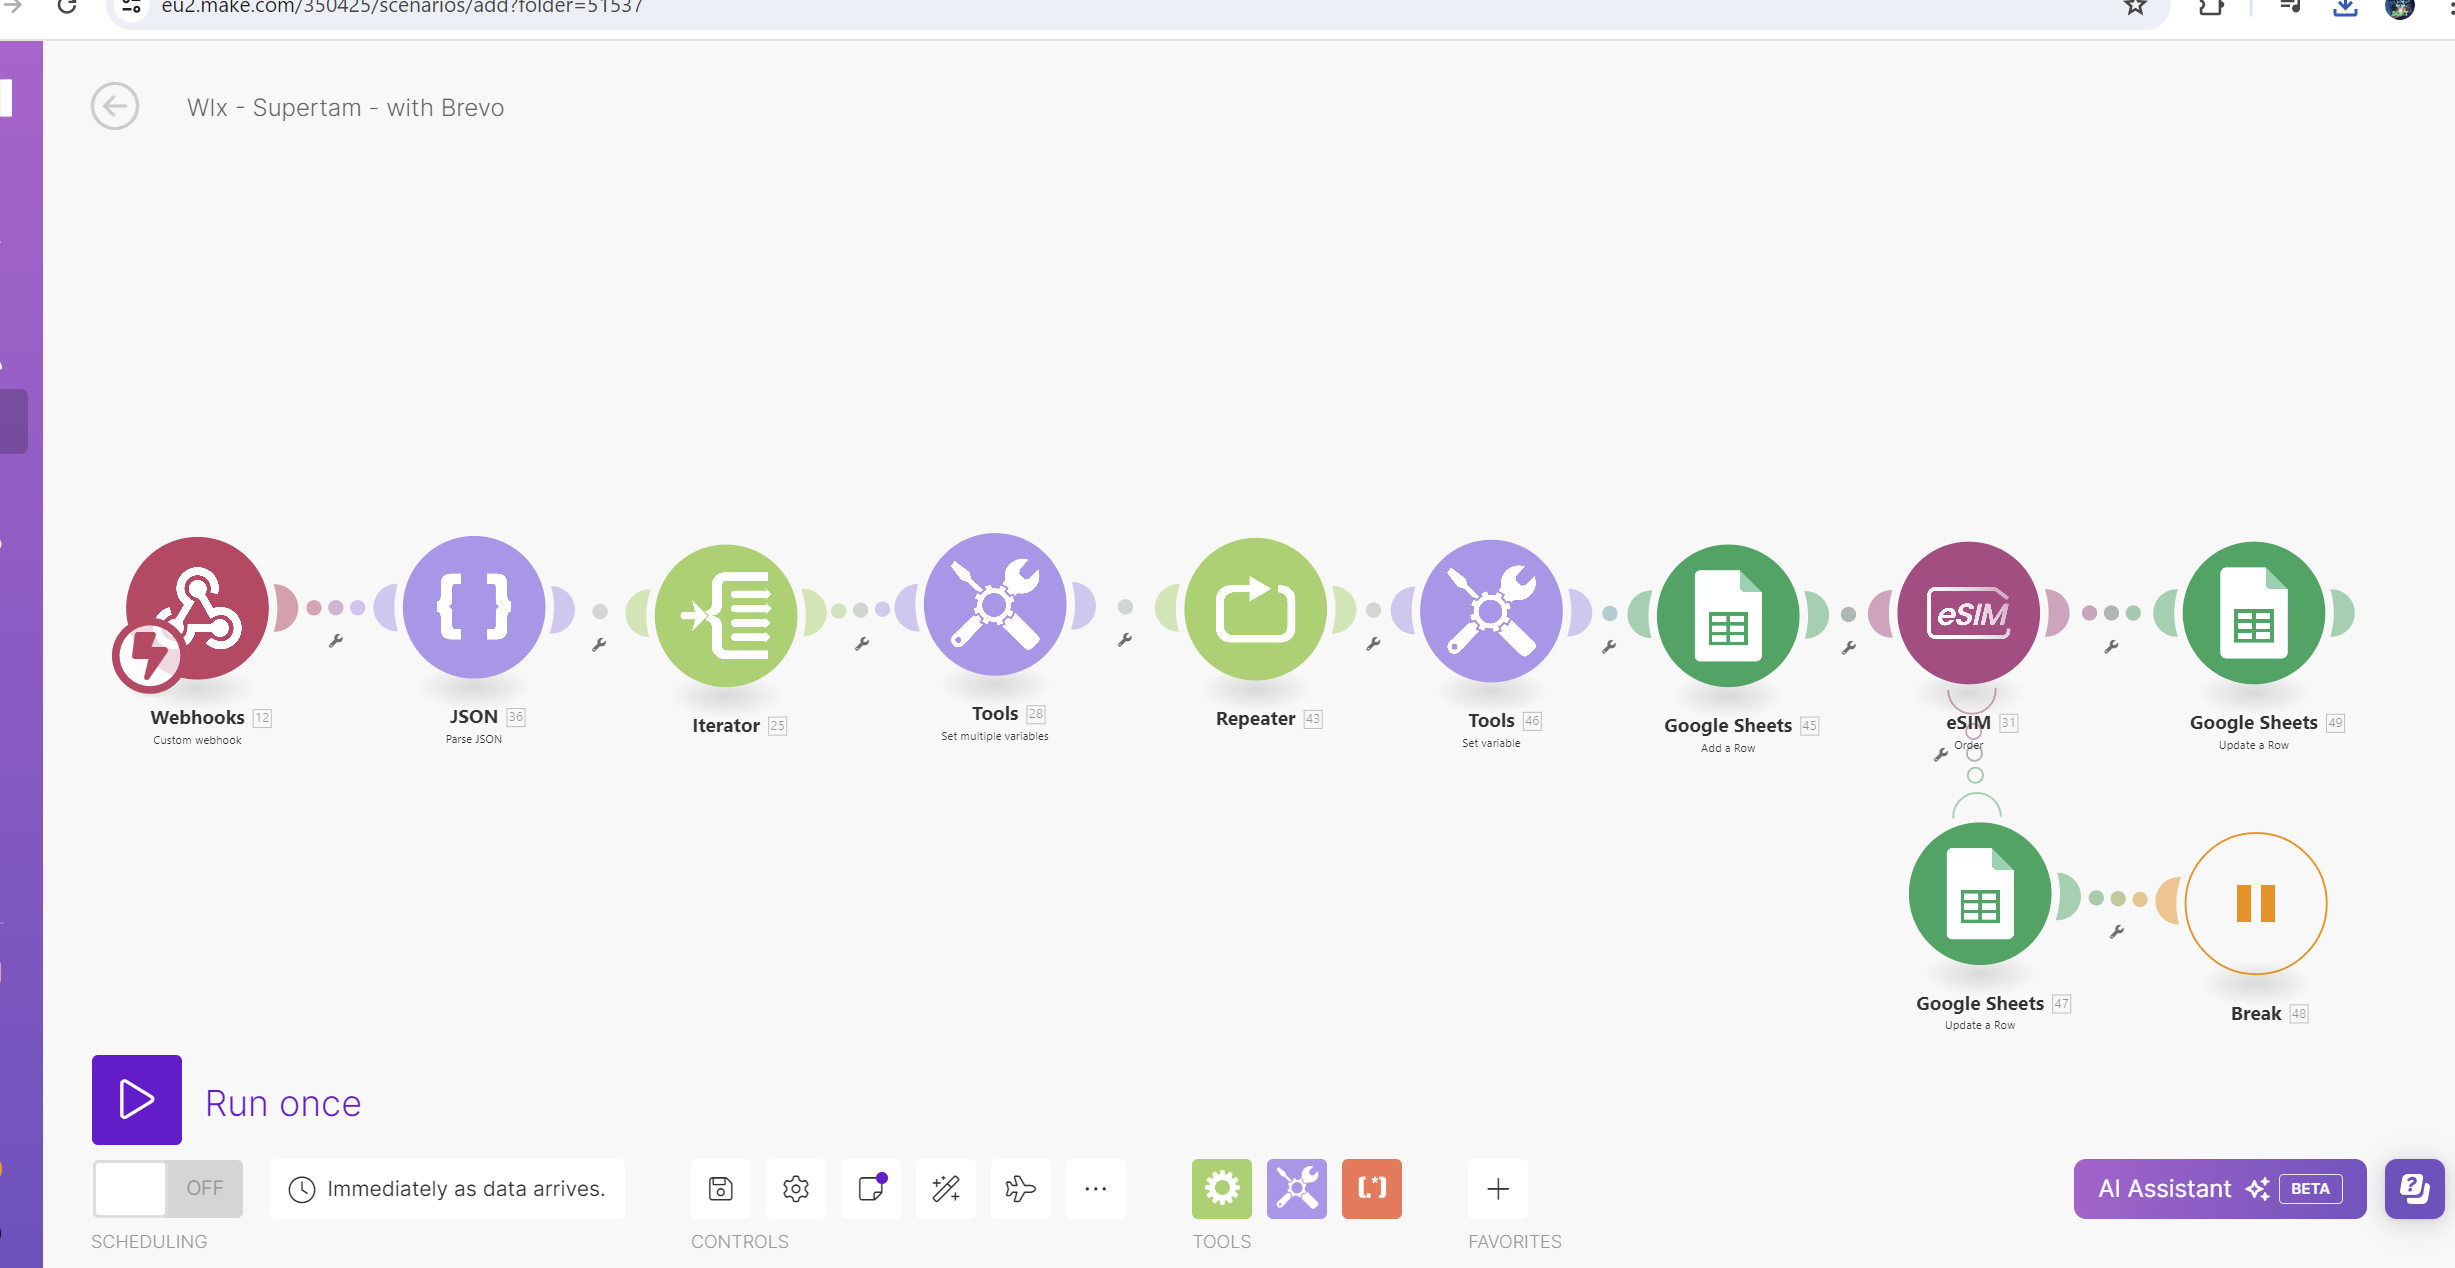 eu2.make.com/350425/scenarios/add?folder=51537
WIx - Supertam - with Brevo
eSIM
Webhooks 12
Custom webhook
JSON 36
Parse JSON
Iterator 25
Tools 28
Set multiple variables
Repeater 43
Tools 46
Set variable
Google Sheets 45
Add a Row
eSIM 31
Order
Google Sheets 49
Update a Row
Google Sheets 47
Update a Row
Break 48
Run once
OFF
Immediately as data arrives.
AI Assistant BETA
SCHEDULING
CONTROLS
TOOLS
FAVORITES